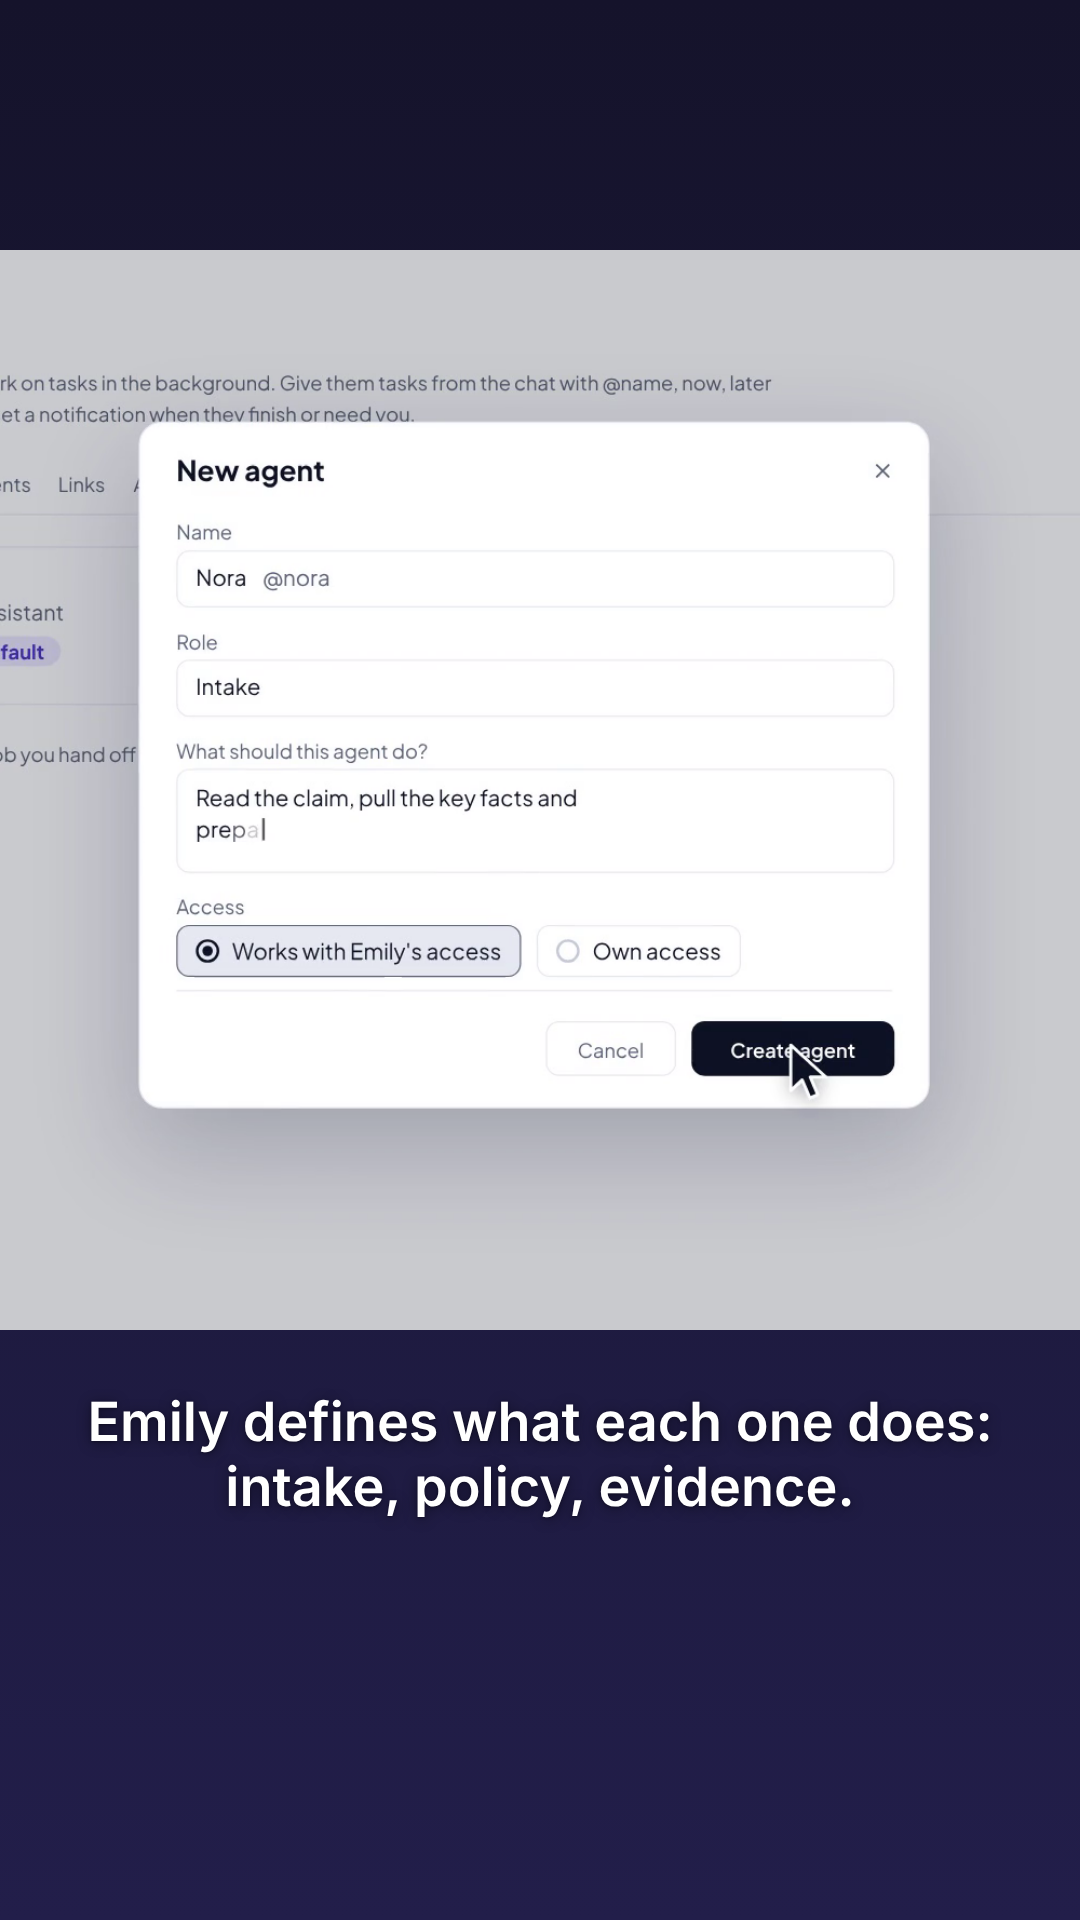 rk on tasks in the background. Give them tasks from the chat with @name, now, later
et a notification when they finish or need you.
New agent
nts Links
Name
Nora @nora
sistant
Role
fault
Intake
What should this agent do?
ob you hand off
Read the claim, pull the key facts and
prepa
Access
Works with Emily's access
Own access
Cancel
Create agent
Emily defines what each one does:
intake, policy, evidence.